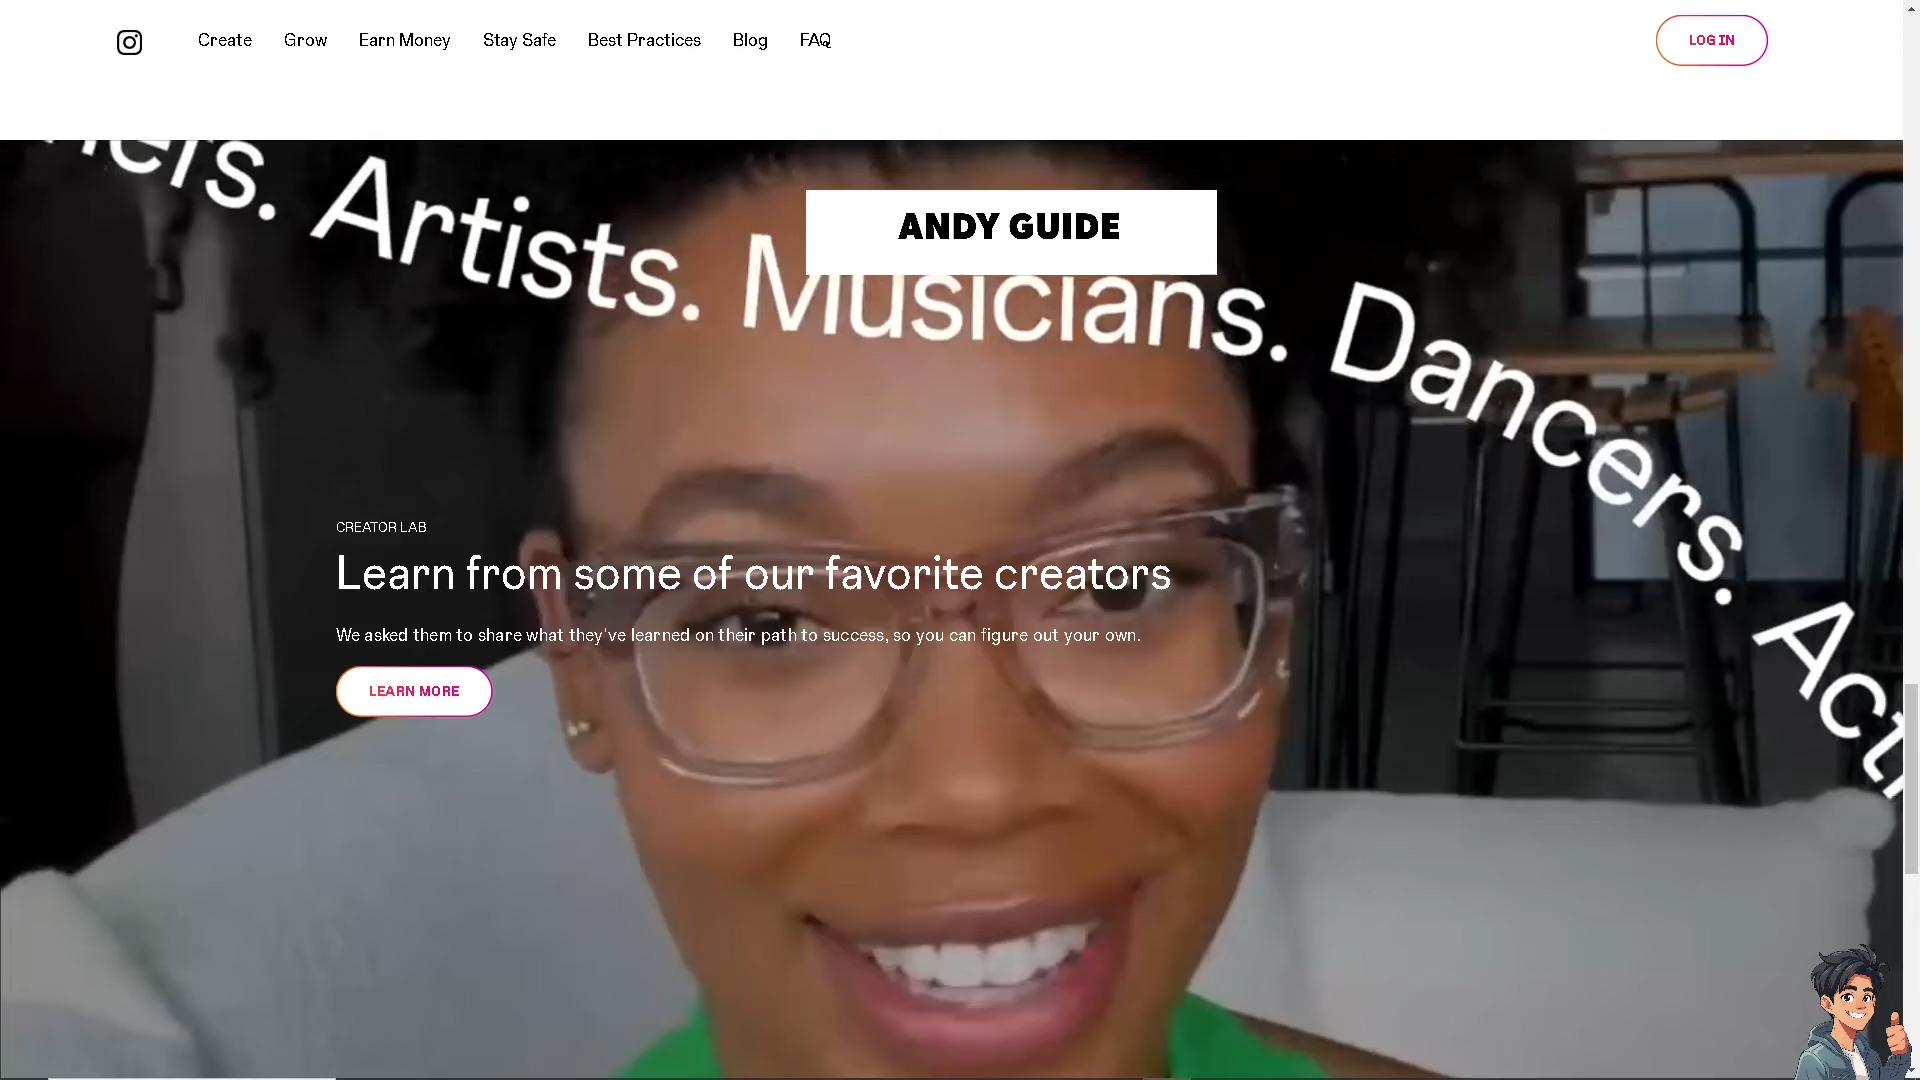 Create Grow Earn Money Stay Safe Best Practices Blog FAQ LOG IN
Artists. Musicians. Dancers.
ANDY GUIDE
CREATOR LAB
Learn from some of our favorite creators
We asked them to share what they've learned on their path to success, so you can figure out your own.
LEARN MORE